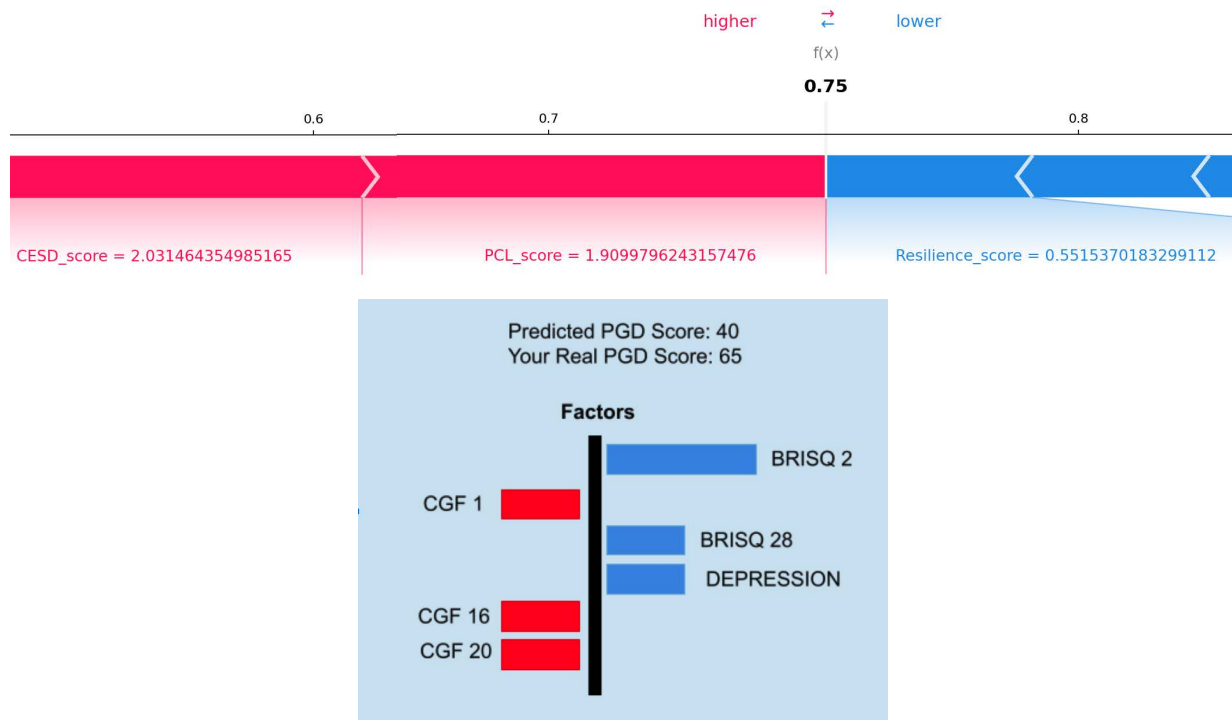 higher
lower
f(x)
0.75
0.6
0.7
0.8
CESD_score = 2.031464354985165
PCL_score = 1.9099796243157476
Resilience_score = 0.5515370183299112
Predicted PGD Score: 40
Your Real PGD Score: 65
Factors
BRISQ 2
CGF 1
BRISQ 28
DEPRESSION
CGF 16
CGF 20